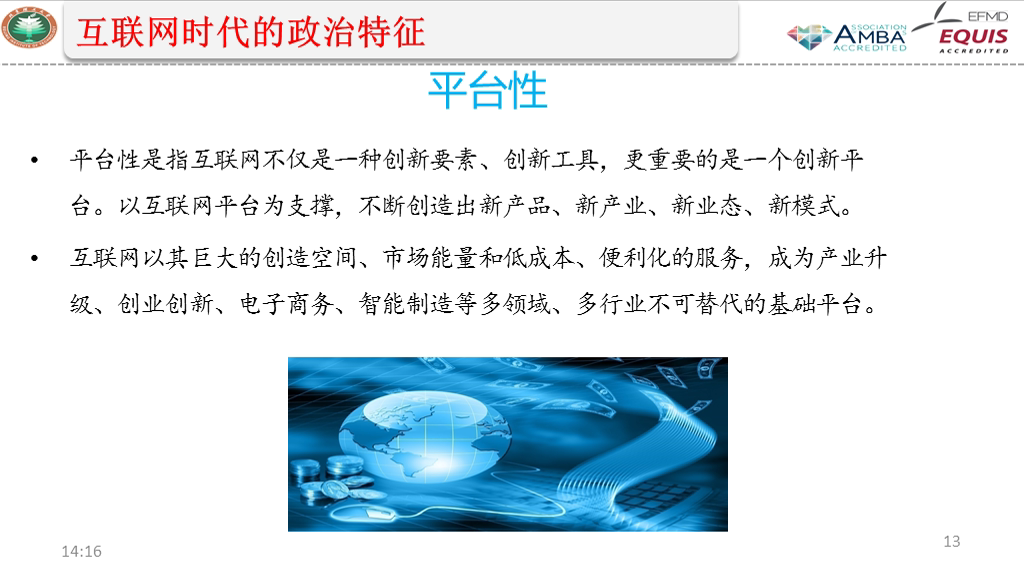 互联网时代的政治特征
ASSOCIATION
AMBA
ACCREDITED
EFMD
EQUIS
ACCREDITED
平台性
• 平台性是指互联网不仅是一种创新要素、创新工具，更重要的是一个创新平
台。以互联网平台为支撑，不断创造出新产品、新产业、新业态、新模式。
• 互联网以其巨大的创造空间、市场能量和低成本、便利化的服务，成为产业升
级、创业创新、电子商务、智能制造等多领域、多行业不可替代的基础平台。
14:16
13